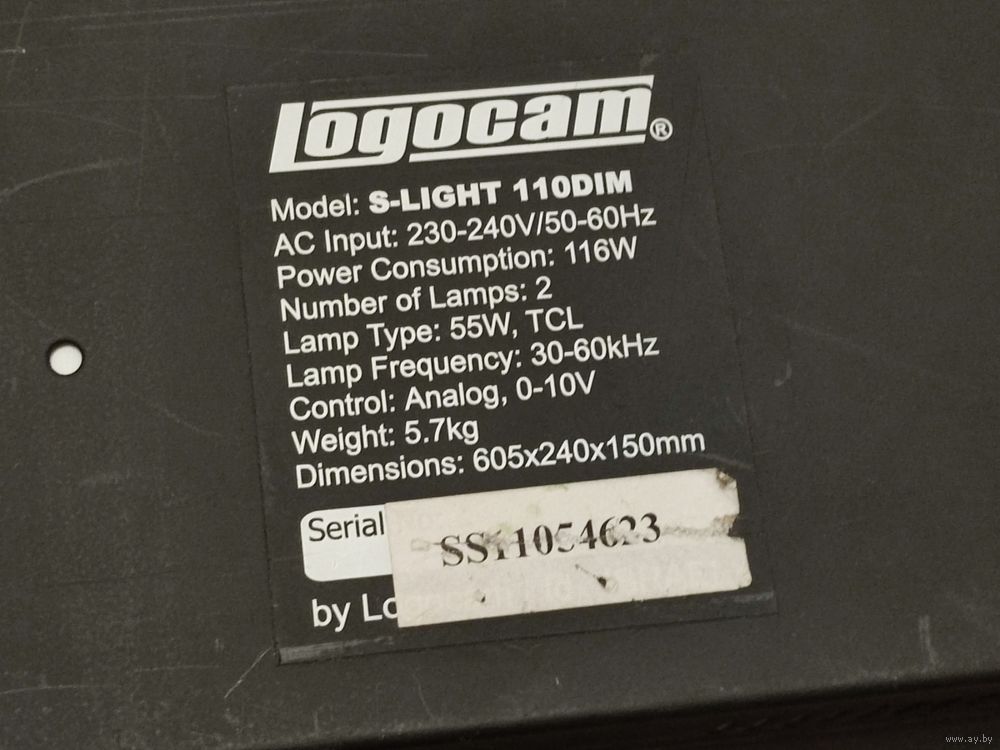 Logocam®
Model: S-LIGHT 110DIM
AC Input: 230-240V/50-60Hz
Power Consumption: 116W
Number of Lamps: 2
Lamp Type: 55W, TCL
Lamp Frequency: 30-60kHz
Control: Analog, 0-10V
Weight: 5.7kg
Dimensions: 605x240x150mm
Serial
by
www.ay.by